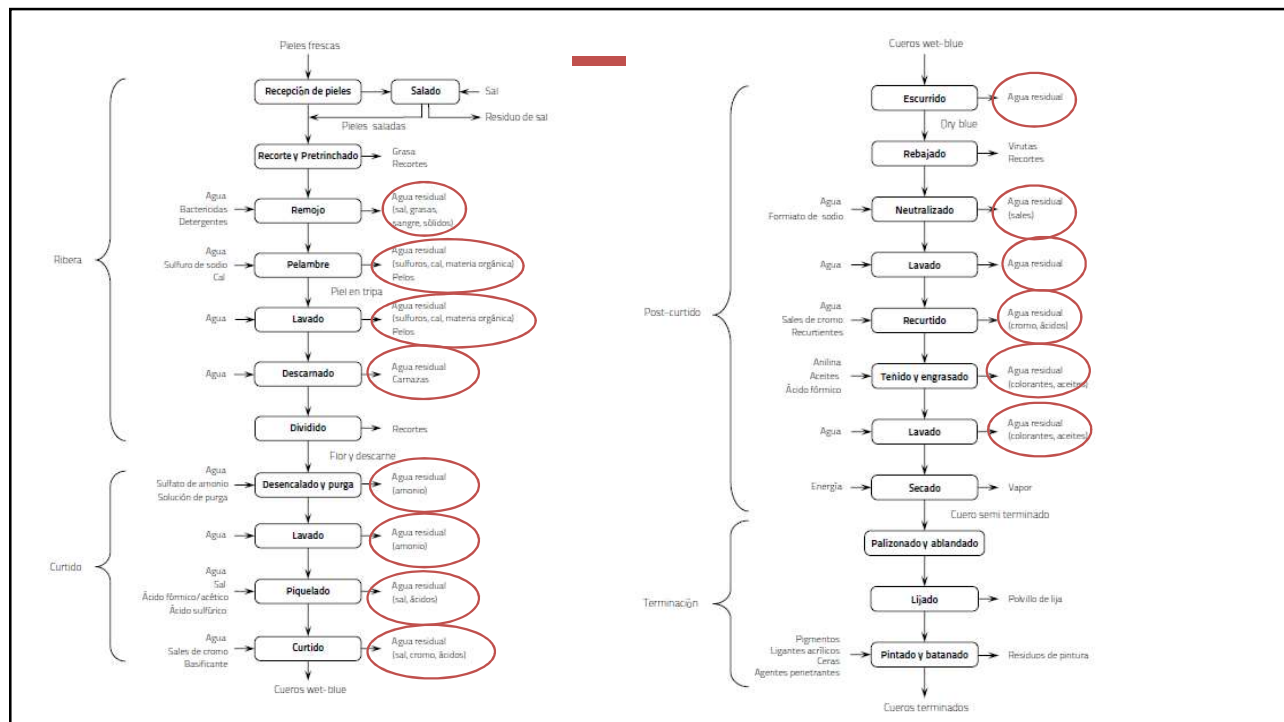 Pieles frescas
Recepción de pieles
Salado
Sal
Residuo de sal
Pieles saladas
Recorte y Pretrinchado
Grasa
Recortes
Agua
Bactericidas
Detergentes
Remojo
Agua residual
(sal, grasas,
sangre, sólidos)
Ribera
Agua
Sulfuro de sodio
Cal
Pelambre
Agua residual
(sulfuros, cal, materia orgánica)
Pelos
Piel en tripa
Agua
Lavado
Agua residual
(sulfuros, cal, materia orgánica)
Pelos
Agua
Descarnado
Agua residual
Carnazas
Dividido
Recortes
Flor y descarne
Agua
Sulfato de amonio
Solución de purga
Desencalado y purga
Agua residual
(amonio)
Agua
Lavado
Agua residual
(amonio)
Curtido
Agua
Sal
Ácido fórmico/acético
Ácido sulfúrico
Piquelado
Agua residual
(sal, ácidos)
Agua
Sales de cromo
Basificante
Curtido
Agua residual
(sal, cromo, ácidos)
Cueros wet-blue
Cueros wet-blue
Escurrido
Agua residual
Dry blue
Rebajado
Virutas
Recortes
Agua
Formiato de sodio
Neutralizado
Agua residual
(sales)
Agua
Lavado
Agua residual
Post-curtido
Agua
Sales de cromo
Recurtientes
Recurtido
Agua residual
(cromo, ácidos)
Anilina
Aceites
Ácido fórmico
Teñido y engrasado
Agua residual
(colorantes, aceites)
Agua
Lavado
Agua residual
(colorantes, aceites)
Energía
Secado
Vapor
Cuero semi terminado
Palizonado y ablandado
Terminación
Lijado
Polvillo de lija
Pigmentos
Ligantes acrílicos
Ceras
Agentes penetrantes
Pintado y batanado
Residuos de pintura
Cueros terminados